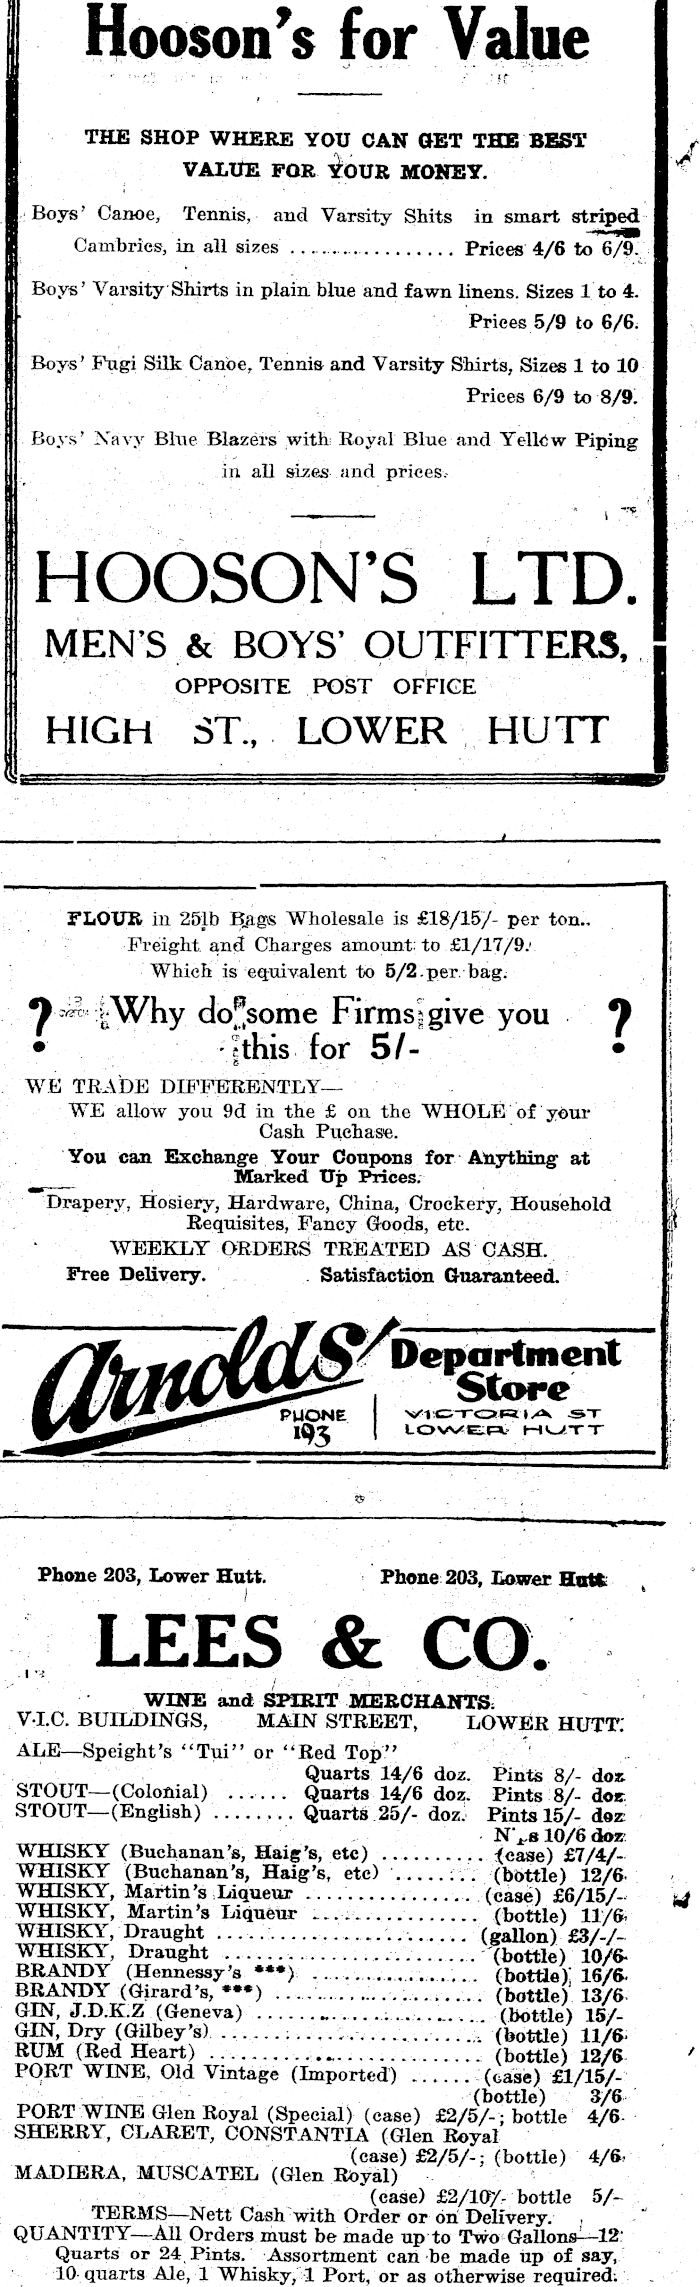 Hooson's for Value
THE SHOP WHERE YOU CAN GET THE BEST
VALUE FOR YOUR MONEY.
Boys' Canoe, Tennis, and Varsity Shits in smart striped
Cambrics, in all sizes ................ Prices 4/6 to 6/9.
Boys' Varsity Shirts in plain blue and fawn linens. Sizes 1 to 4.
Prices 5/9 to 6/6.
Boys' Fugi Silk Canoe, Tennis and Varsity Shirts, Sizes 1 to 10
Prices 6/9 to 8/9.
Boys' Navy Blue Blazers with Royal Blue and Yellow Piping
in all sizes and prices.
HOOSON'S LTD.
MEN'S & BOYS' OUTFITTERS,
OPPOSITE POST OFFICE
HIGH ST., LOWER HUTT
FLOUR in 25lb Bags Wholesale is £18/15/- per ton..
Freight and Charges amount to £1/17/9.
Which is equivalent to 5/2 per bag.
? Why do some Firms give you ?
this for 5/-
WE TRADE DIFFERENTLY—
WE allow you 9d in the £ on the WHOLE of your
Cash Puchase.
You can Exchange Your Coupons for Anything at
Marked Up Prices.
Drapery, Hosiery, Hardware, China, Crockery, Household
Requisites, Fancy Goods, etc.
WEEKLY ORDERS TREATED AS CASH.
Free Delivery. Satisfaction Guaranteed.
Arnolds' Department
Store
PHONE 193 | VICTORIA ST
LOWER HUTT
Phone 203, Lower Hutt. Phone 203, Lower Hutt
LEES & CO.
WINE and SPIRIT MERCHANTS.
V.I.C. BUILDINGS, MAIN STREET, LOWER HUTT.
ALE—Speight's "Tui" or "Red Top"
Quarts 14/6 doz. Pints 8/- doz
STOUT—(Colonial) ...... Quarts 14/6 doz. Pints 8/- doz
STOUT—(English) ........ Quarts 25/- doz. Pints 15/- doz
10/6 doz
WHISKY (Buchanan's, Haig's, etc) .......... (case) £7/4/-
WHISKY (Buchanan's, Haig's, etc) ........ (bottle) 12/6
WHISKY, Martin's Liqueur ................ (case) £6/15/-
WHISKY, Martin's Liqueur ............... (bottle) 11/6
WHISKY, Draught ........................ (gallon) £3/-/-
WHISKY, Draught ........................ (bottle) 10/6
BRANDY (Hennessy's ***) ............... (bottle) 16/6
BRANDY (Girard's, ***) .................. (bottle) 13/6
GIN, J.D.K.Z (Geneva) .................... (bottle) 15/-
GIN, Dry (Gilbey's) ....................... (bottle) 11/6
RUM (Red Heart) ......................... (bottle) 12/6
PORT WINE, Old Vintage (Imported) ...... (case) £1/15/-
(bottle) 3/6
PORT WINE Glen Royal (Special) (case) £2/5/-; bottle 4/6
SHERRY, CLARET, CONSTANTIA (Glen Royal
(case) £2/5/-; (bottle) 4/6
MADIERA, MUSCATEL (Glen Royal)
(case) £2/10/- bottle 5/-
TERMS—Nett Cash with Order or on Delivery.
QUANTITY—All Orders must be made up to Two Gallons—12
Quarts or 24 Pints. Assortment can be made up of say,
10 quarts Ale, 1 Whisky, 1 Port, or as otherwise required.